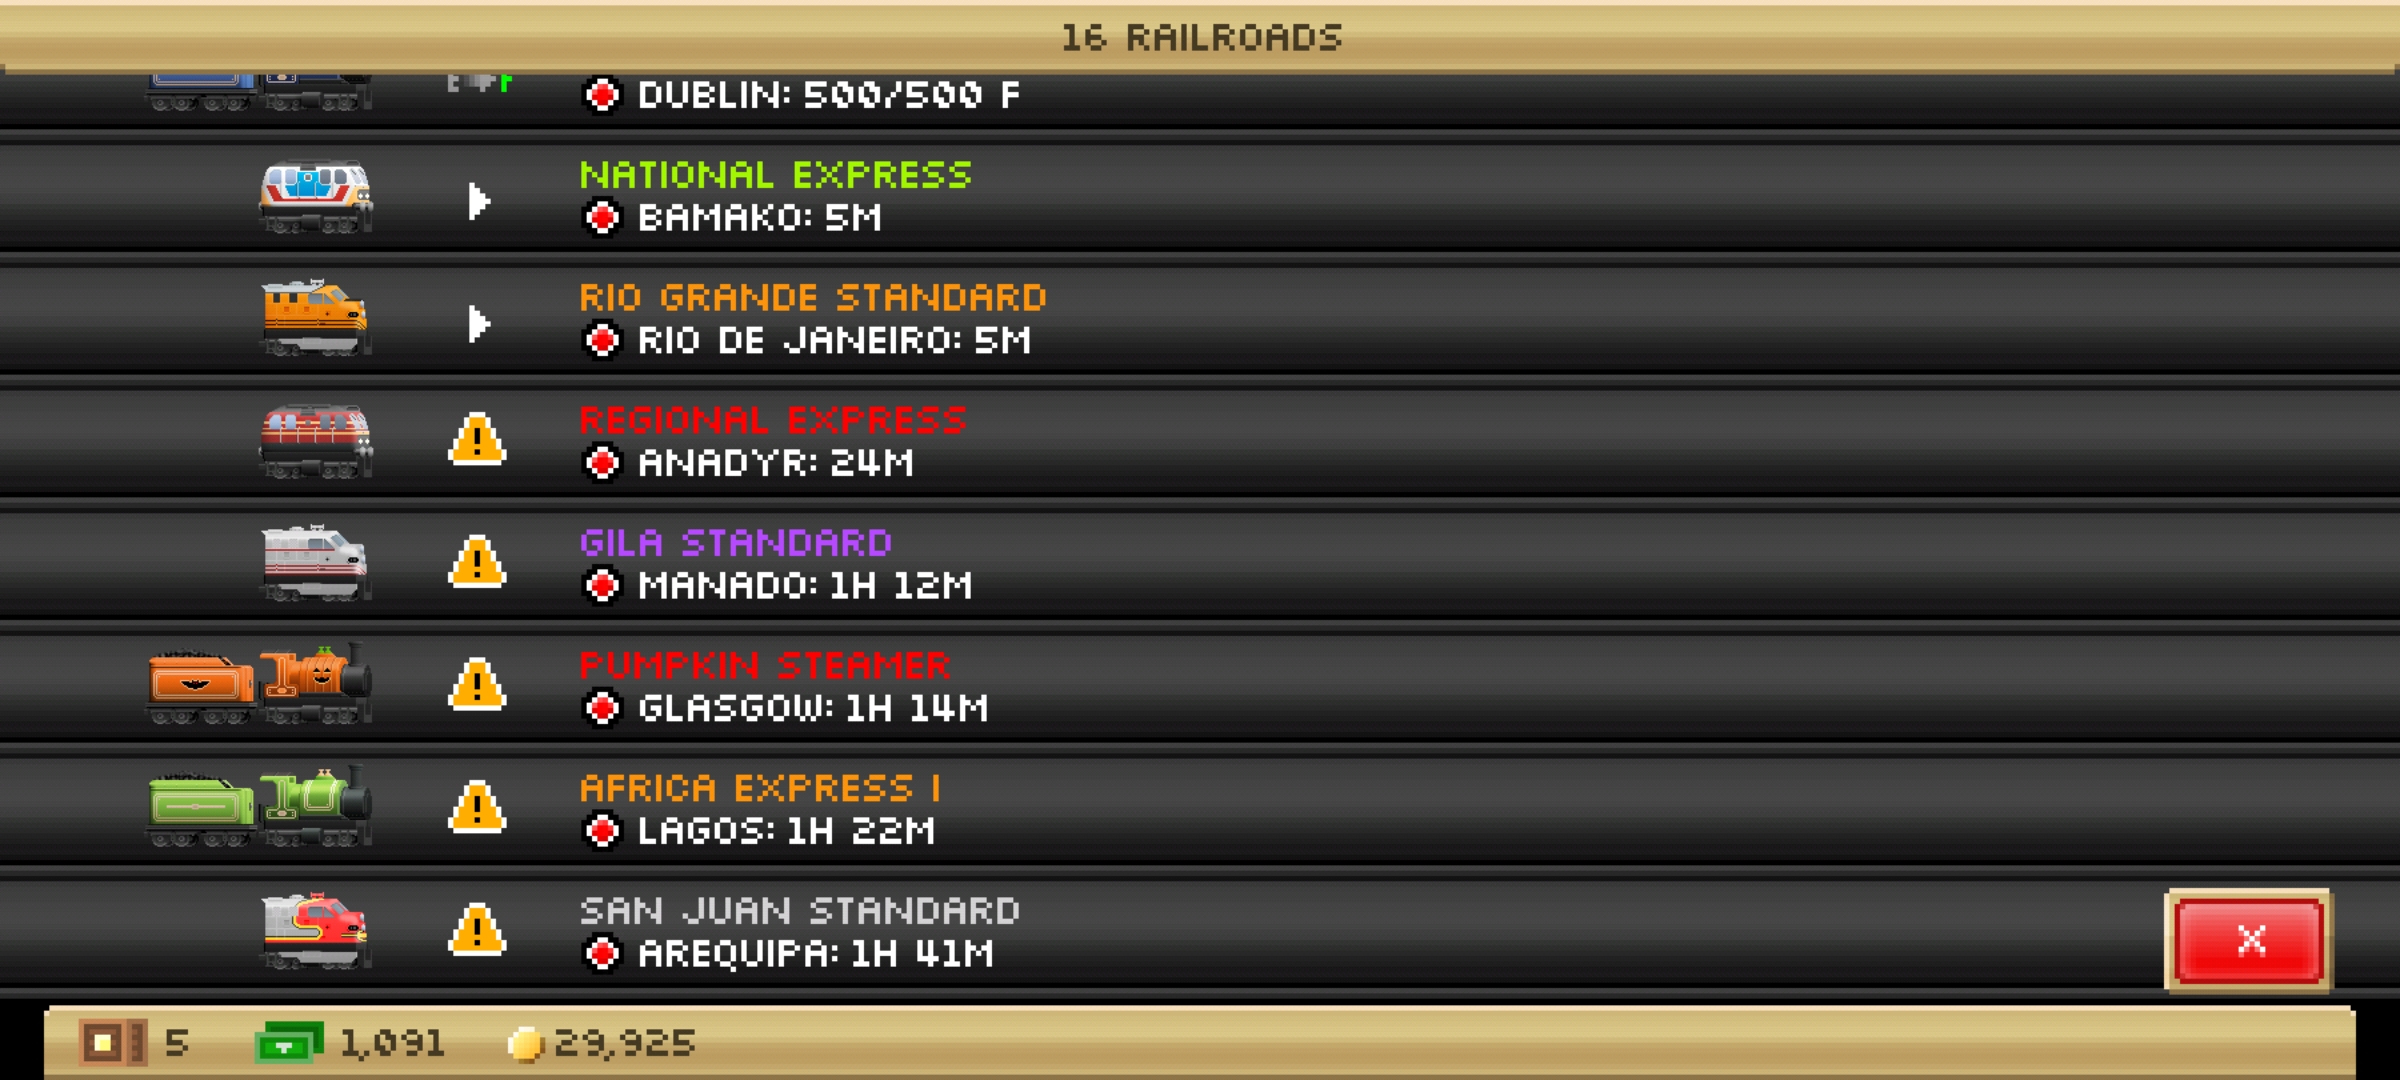 16 RAILROADS
DUBLIN: 500/500 F
NATIONAL EXPRESS
BAMAKO: 5M
RIO GRANDE STANDARD
RIO DE JANEIRO: 5M
REGIONAL EXPRESS
ANADYR: 24M
GILA STANDARD
MANADO: 1H 12M
PUMPKIN STEAMER
GLASGOW: 1H 14M
AFRICA EXPRESS I
LAGOS: 1H 22M
SAN JUAN STANDARD
AREQUIPA: 1H 41M
X
5 1,091 29,925